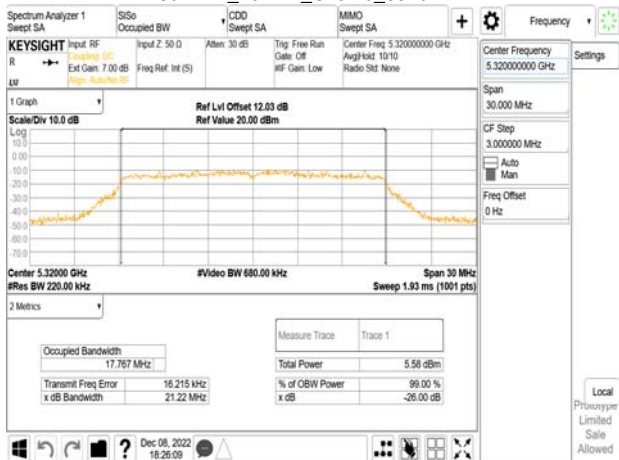 Spectrum Analyzer 1
Swept SA
SiSo
Occupied BW
CDD
Swept SA
MIMO
Swept SA
+
Frequency
KEYSIGHT
R
LXI
Input: RF
Coupling: DC
Ext Gain: 7.00 dB
Align: Auto/No RF
Input Z: 50 Ω
Freq Ref: Int (S)
Atten: 30 dB
Trig: Free Run
Gate: Off
#IF Gain: Low
Center Freq: 5.320000000 GHz
Avg|Hold: 10/10
Radio Std: None
Center Frequency
5.320000000 GHz
Settings
Span
30.000 MHz
CF Step
3.000000 MHz
Auto
Man
Freq Offset
0 Hz
1 Graph
Scale/Div 10.0 dB
Ref Lvl Offset 12.03 dB
Ref Value 20.00 dBm
Log
10.0
0.00
-10.0
-20.0
-30.0
-40.0
-50.0
-60.0
-70.0
Center 5.32000 GHz
#Res BW 220.00 kHz
#Video BW 680.00 kHz
Span 30 MHz
Sweep 1.93 ms (1001 pts)
2 Metrics
Measure Trace Trace 1
Occupied Bandwidth
17.767 MHz
Total Power 5.58 dBm
Transmit Freq Error 16.215 kHz
% of OBW Power 99.00 %
x dB Bandwidth 21.22 MHz
x dB -26.00 dB
Local
Prototype
Limited
Sale
Allowed
?
Dec 08, 2022
18:26:09